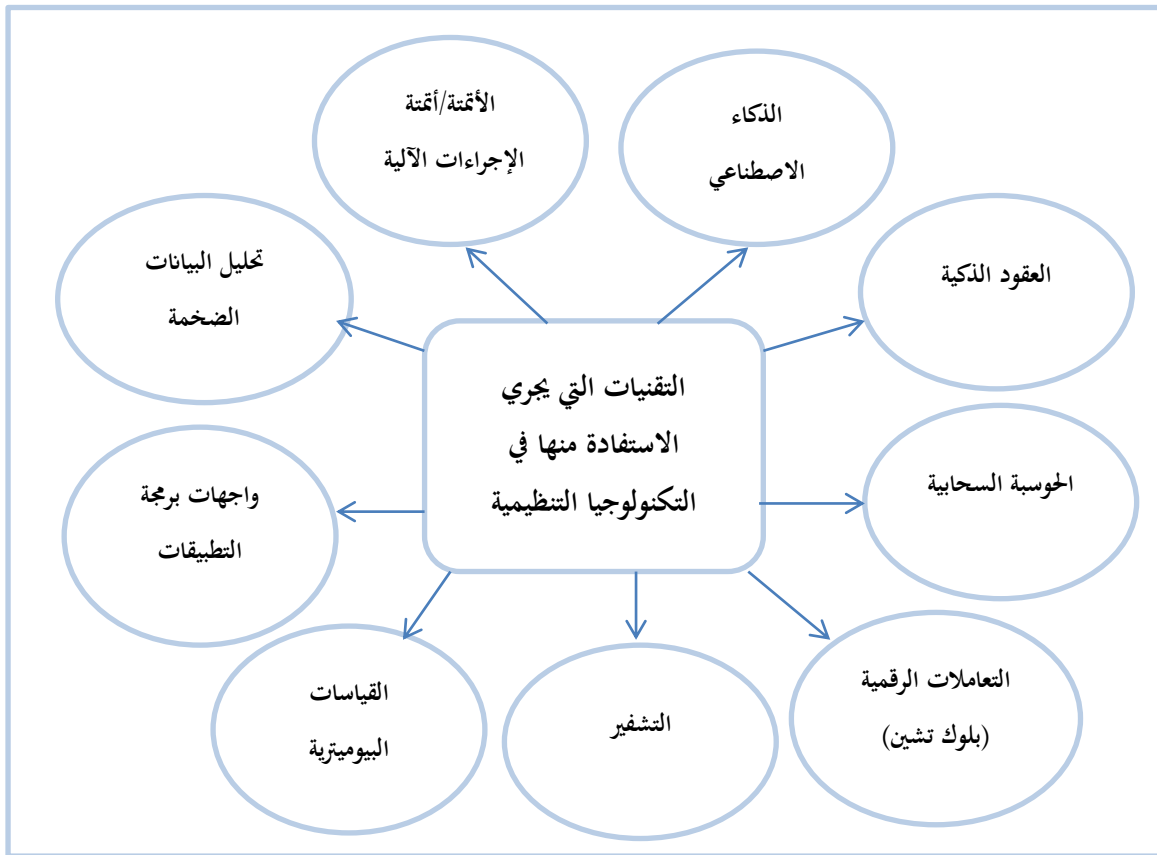 الأتمتة/أتمتة
الإجراءات الآلية
الذكاء
الاصطناعي
تحليل البيانات
الضخمة
العقود الذكية
التقنيات التي يجري
الاستفادة منها في
التكنولوجيا التنظيمية
واجهات برمجة
التطبيقات
الحوسبة السحابية
القياسات
البيوميترية
التشفير
التعاملات الرقمية
(بلوك تشين)